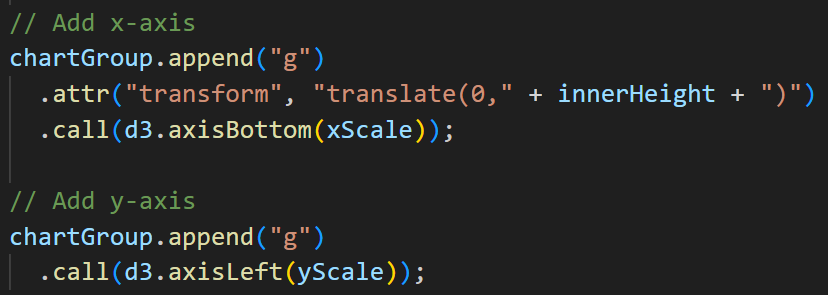 // Add x-axis
chartGroup.append("g")
  .attr("transform", "translate(0," + innerHeight + ")")
  .call(d3.axisBottom(xScale));

// Add y-axis
chartGroup.append("g")
  .call(d3.axisLeft(yScale));